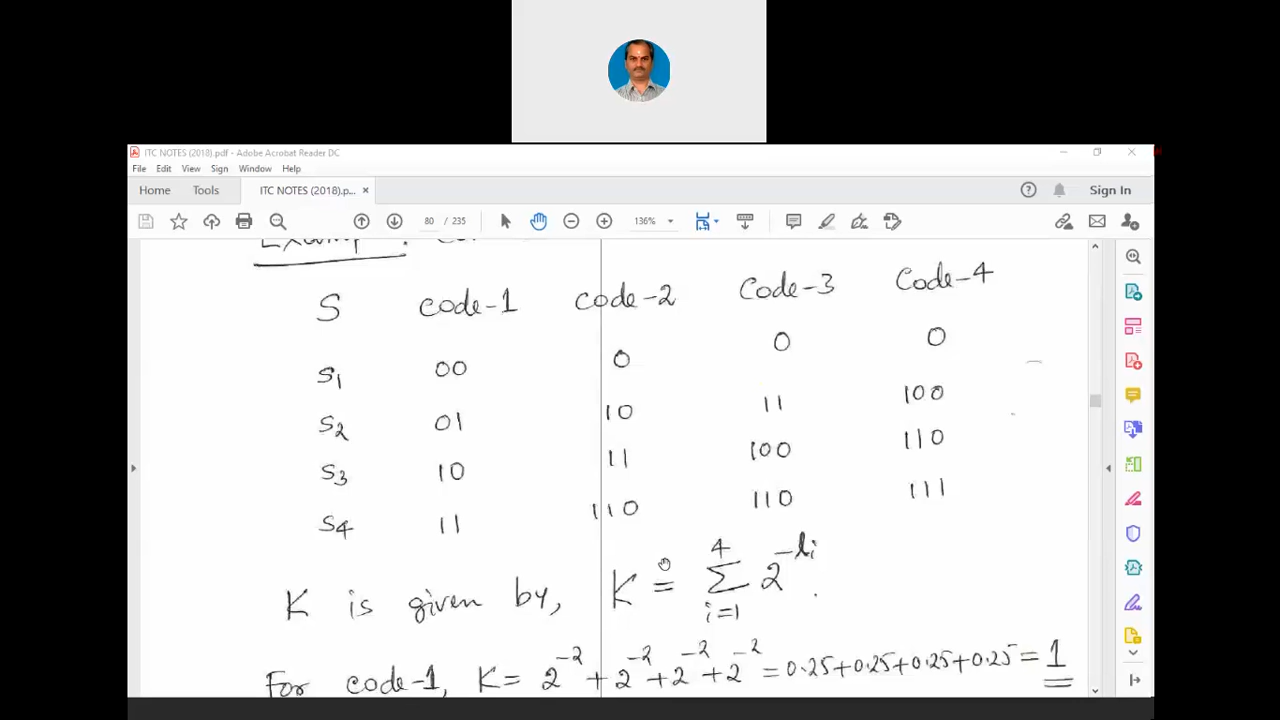 ITC NOTES (2018).pdf - Adobe Acrobat Reader DC
File Edit View Sign Window Help
Home Tools ITC NOTES (2018).p... × Sign In
80 / 235 136%
S code-1 code-2 Code-3 Code-4
S1 00 0 0 0
S2 01 10 11 100
S3 10 11 100 110
S4 11 110 110 111
K is given by, K = 4 Σ i=1 2^-li .
For code-1, K = 2^-2 + 2^-2 + 2^-2 + 2^-2 = 0.25+0.25+0.25+0.25 = 1